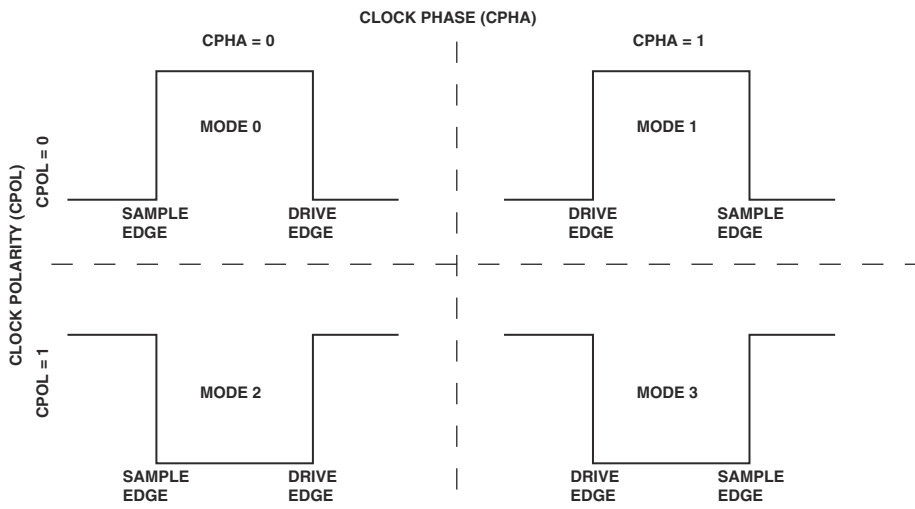 CLOCK PHASE (CPHA)
CPHA = 0
CPHA = 1
CLOCK POLARITY (CPOL)
CPOL = 0
MODE 0
MODE 1
SAMPLE
EDGE
DRIVE
EDGE
DRIVE
EDGE
SAMPLE
EDGE
CPOL = 1
MODE 2
MODE 3
SAMPLE
EDGE
DRIVE
EDGE
DRIVE
EDGE
SAMPLE
EDGE